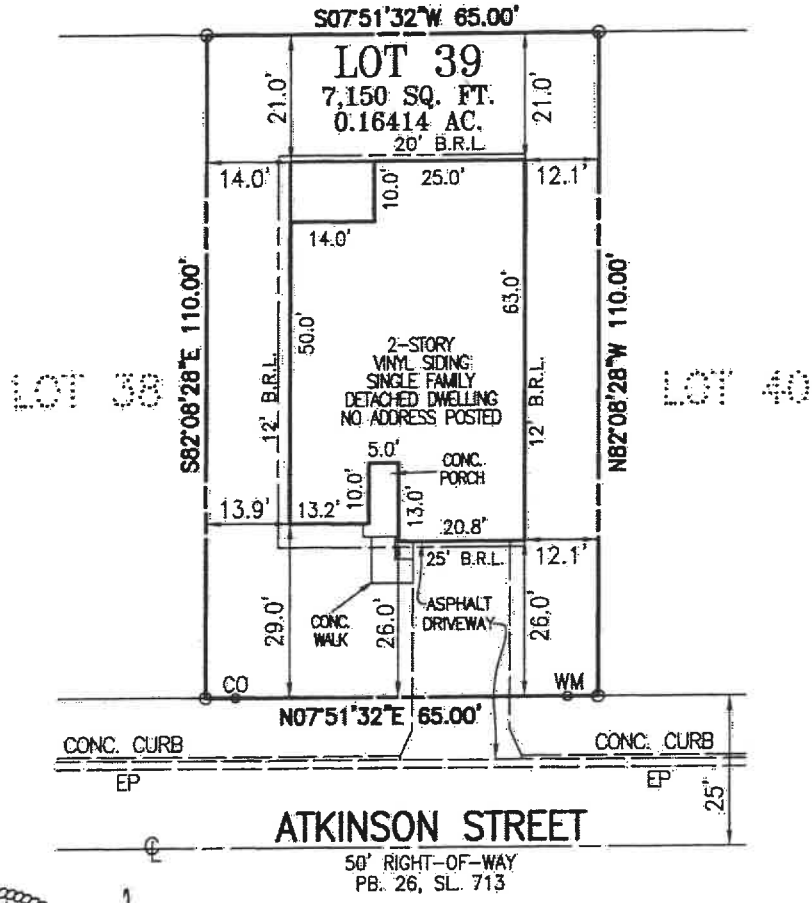 S07°51'32"W 65.00'
LOT 39
7,150 SQ. FT.
0.16414 AC.
21.0'
21.0'
20' B.R.L.
14.0'
10.0'
25.0'
12.1'
14.0'
S82°08'28"E 110.00'
50.0'
63.0'
N82°08'28"W 110.00'
LOT 38
LOT 40
12' B.R.L.
12' B.R.L.
2-STORY
VINYL SIDING
SINGLE FAMILY
DETACHED DWELLING
NO ADDRESS POSTED
5.0'
CONC.
PORCH
10.0'
13.0'
13.9'
13.2'
20.8'
12.1'
25' B.R.L.
29.0'
CONC.
WALK
26.0'
ASPHALT
DRIVEWAY
26.0'
CO
WM
N07°51'32"E 65.00'
CONC. CURB
CONC. CURB
EP
EP
25'
ATKINSON STREET
50' RIGHT-OF-WAY
PB. 26, SL. 713